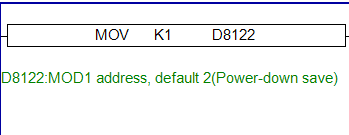 MOV K1 D8122
D8122:MOD1 address, default 2(Power-down save)